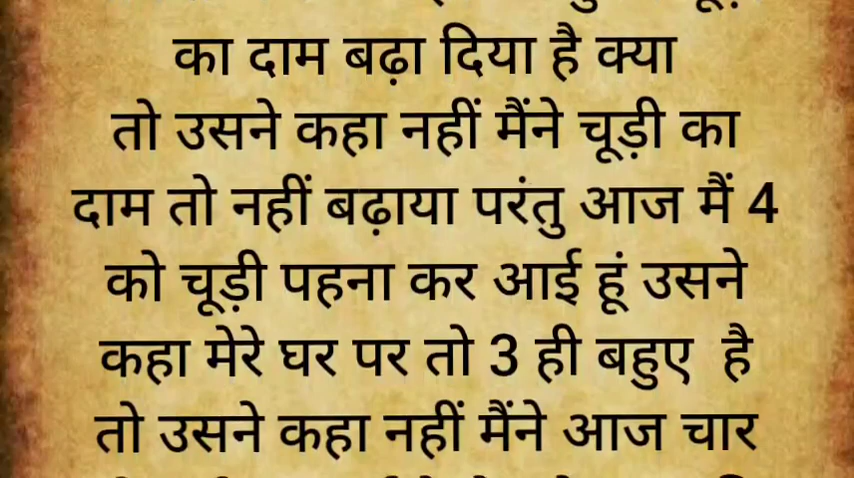 का दाम बढ़ा दिया है क्या
तो उसने कहा नहीं मैंने चूड़ी का
दाम तो नहीं बढ़ाया परंतु आज मैं 4
को चूड़ी पहना कर आई हूं उसने
कहा मेरे घर पर तो 3 ही बहुए है
तो उसने कहा नहीं मैंने आज चार